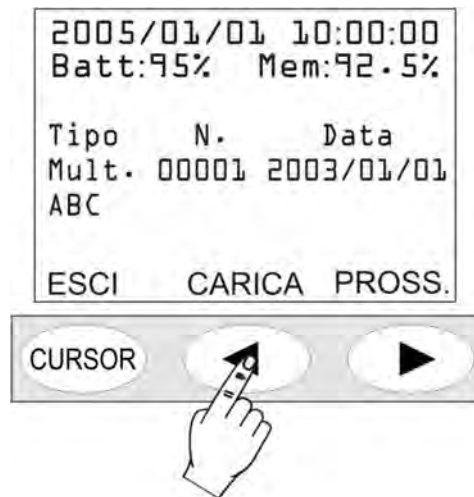 2005/01/01 10:00:00
Batt:95% Mem:92.5%
Tipo N. Data
Mult. 00001 2003/01/01
ABC
ESCI CARICA PROSS.
CURSOR